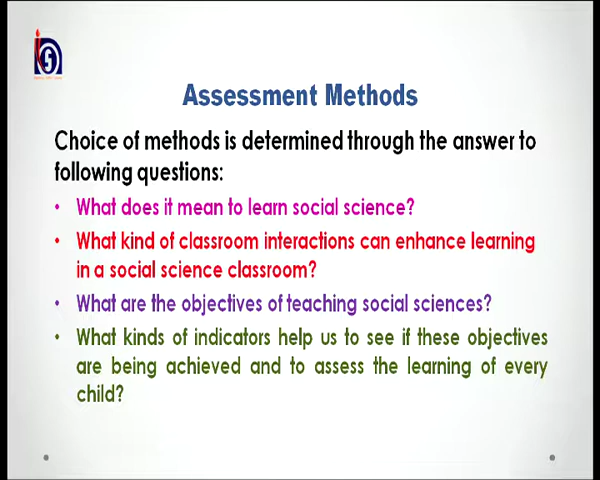 Assessment Methods
Choice of methods is determined through the answer to
following questions:
• What does it mean to learn social science?
• What kind of classroom interactions can enhance learning
in a social science classroom?
• What are the objectives of teaching social sciences?
• What kinds of indicators help us to see if these objectives
are being achieved and to assess the learning of every
child?